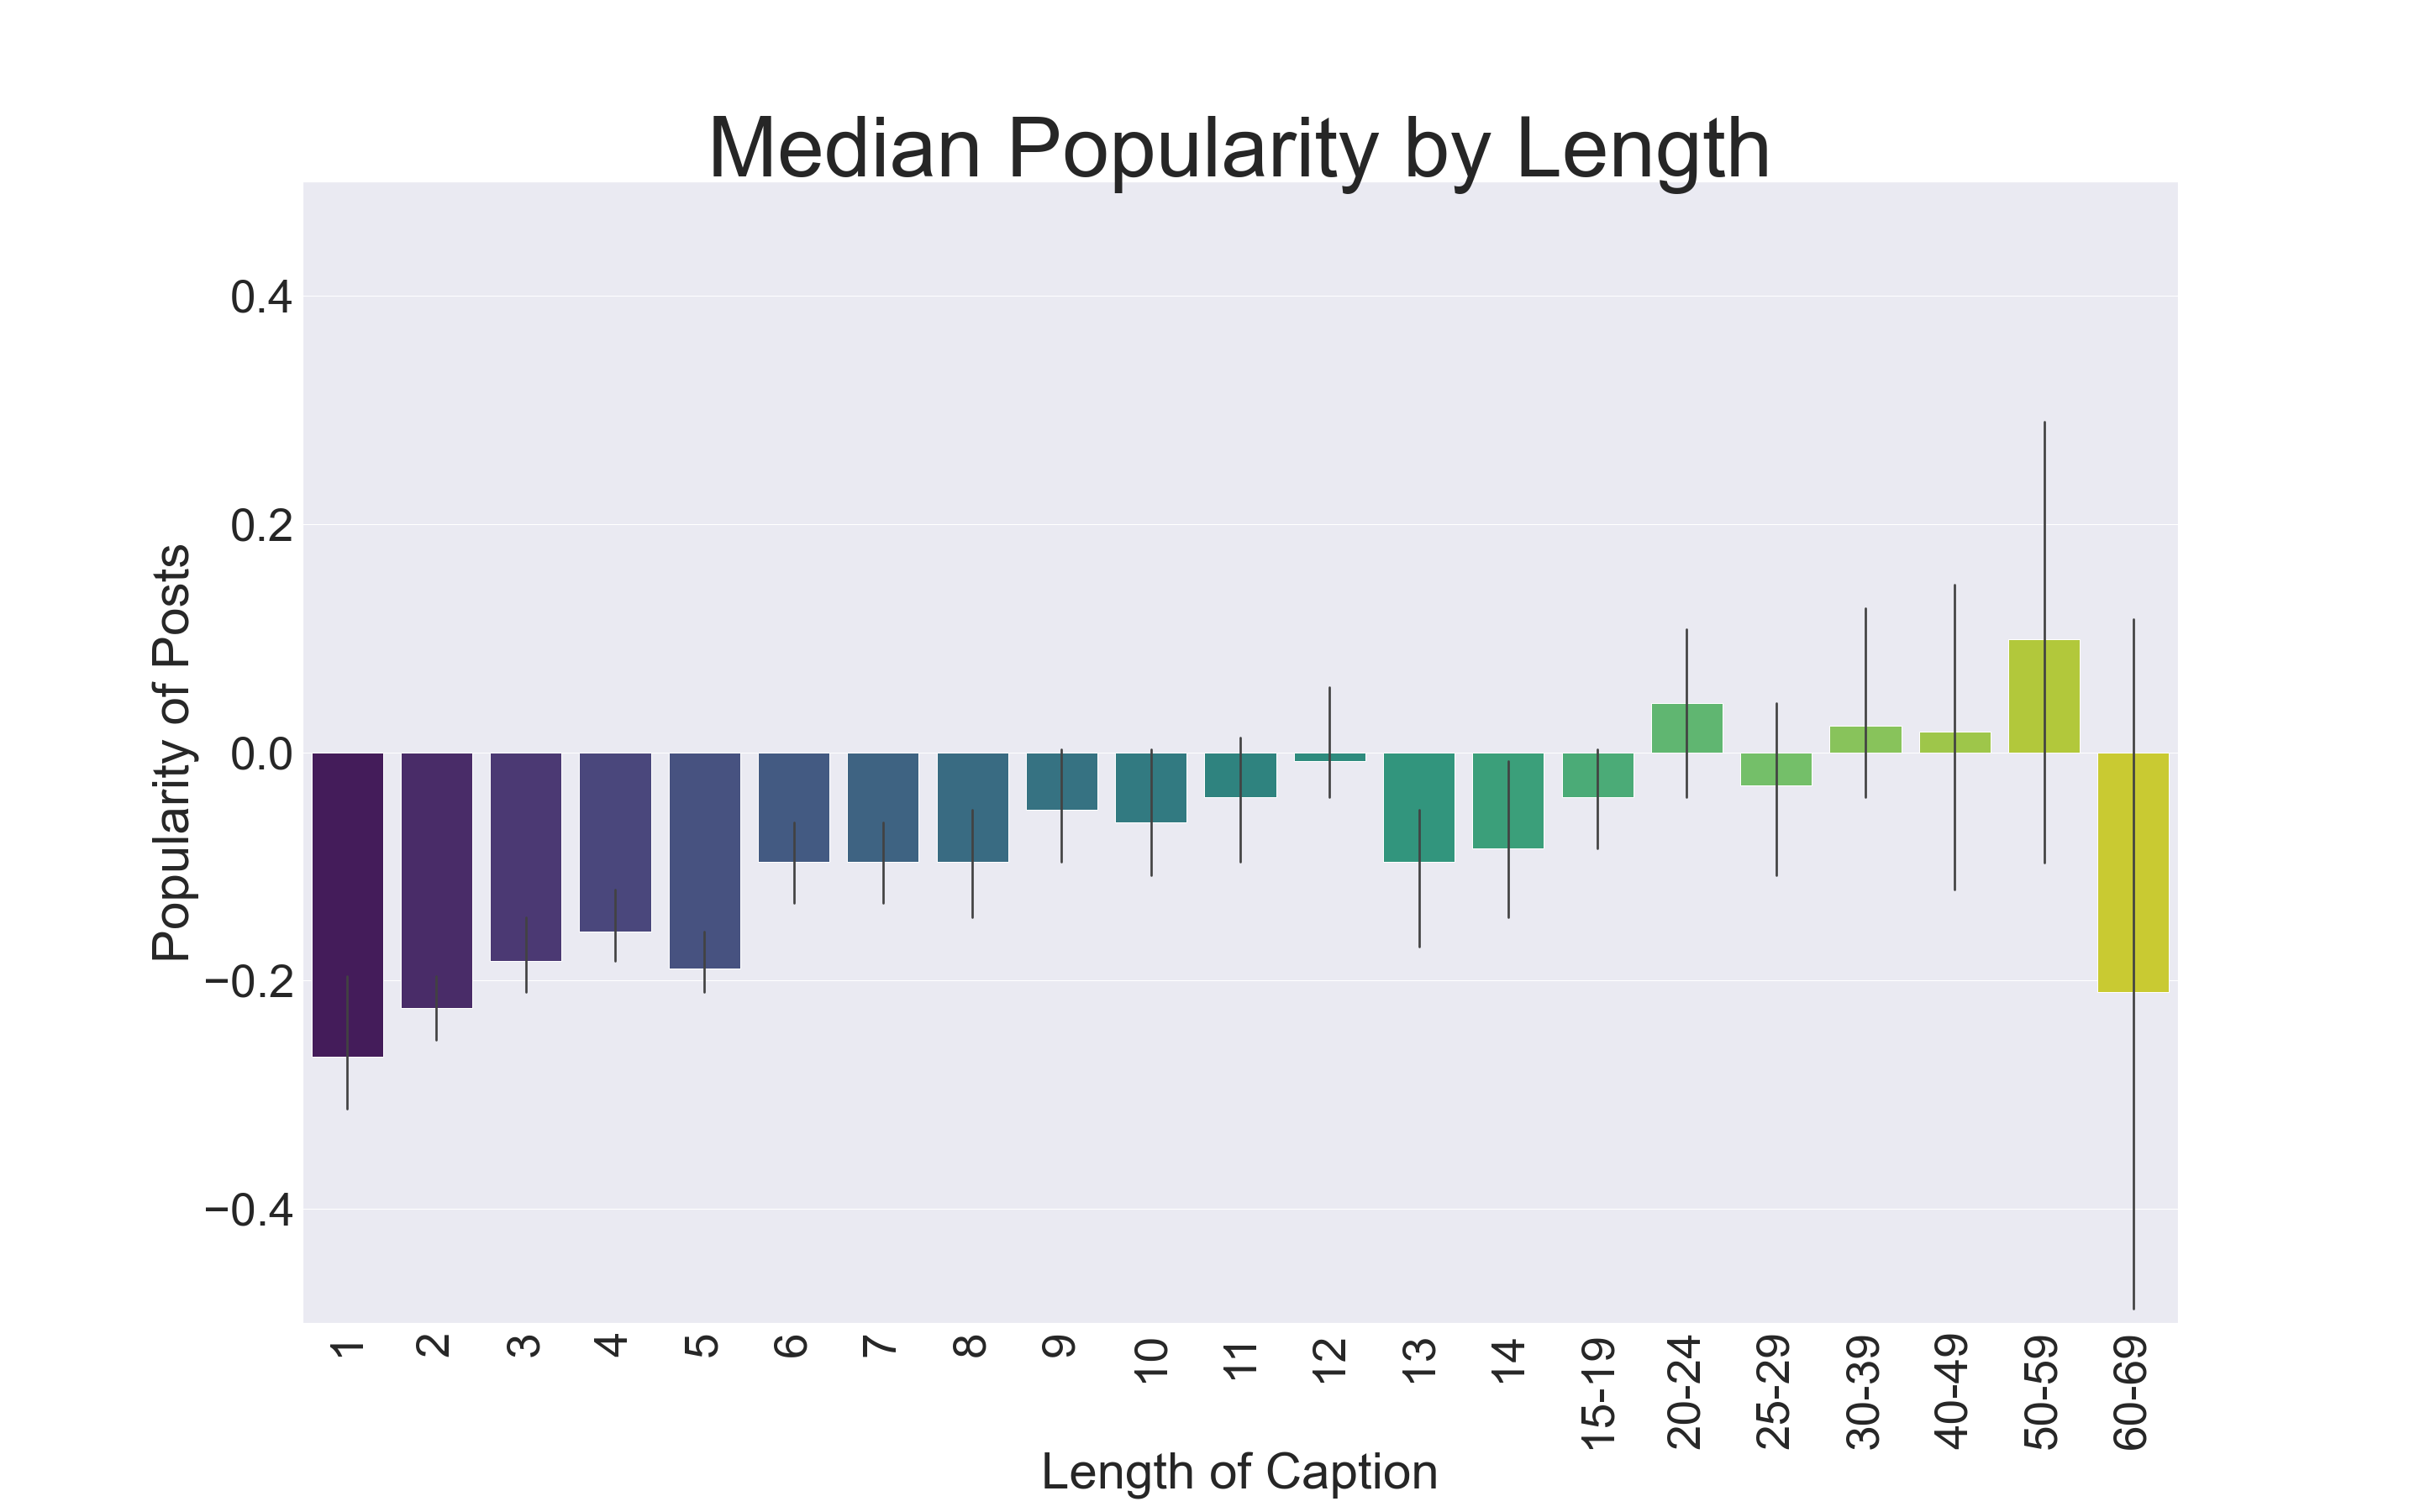 Median Popularity by Length
Popularity of Posts
0.4
0.2
0.0
−0.2
−0.4
1 2 3 4 5 6 7 8 9 10 11 12 13 14 15-19 20-24 25-29 30-39 40-49 50-59 60-69
Length of Caption